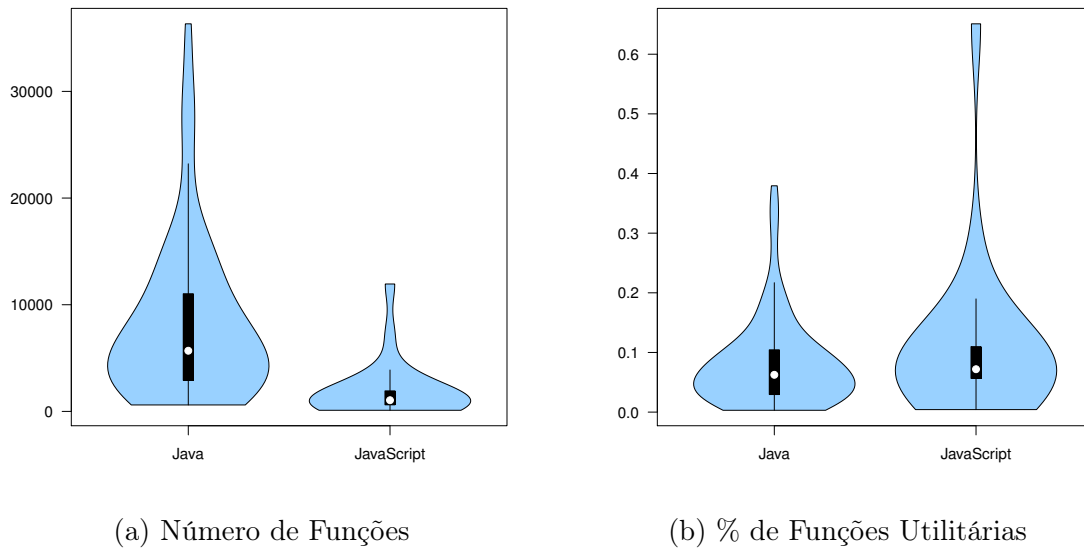 30000
20000
10000
0
Java
JavaScript
(a) Número de Funções
0.6
0.5
0.4
0.3
0.2
0.1
0.0
Java
JavaScript
(b) % de Funções Utilitárias